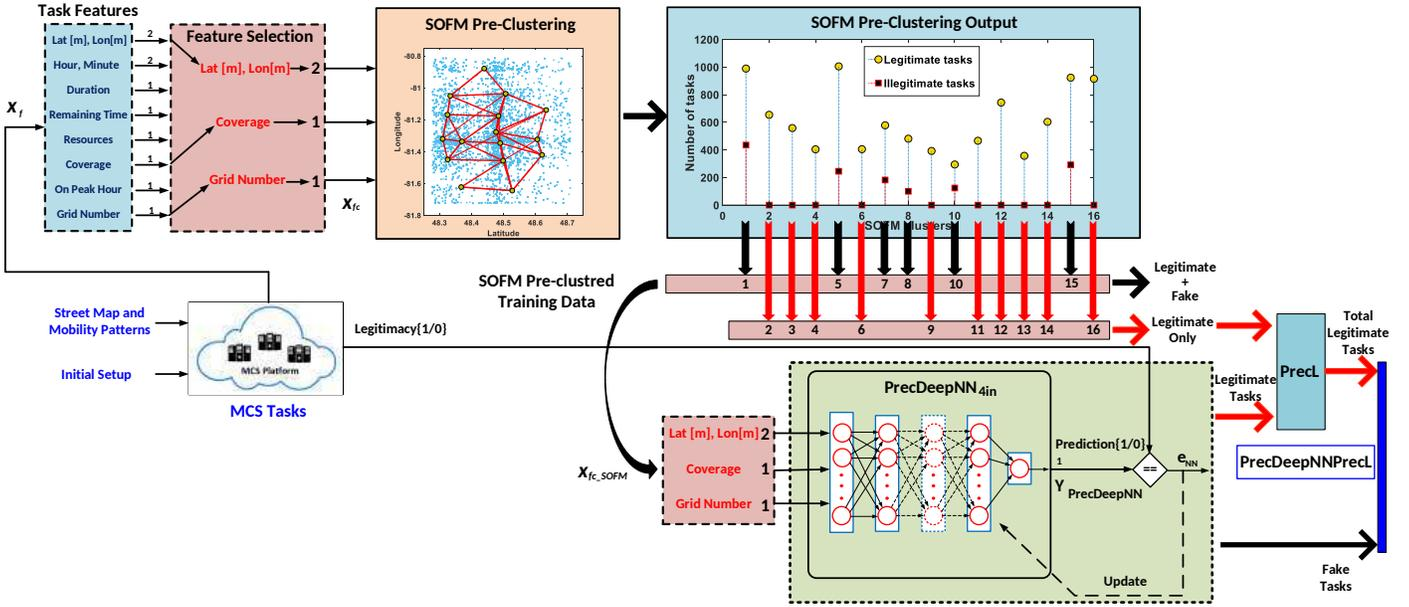 Task Features
Lat [m], Lon[m]
Hour, Minute
Duration
Remaining Time
Resources
Coverage
On Peak Hour
Grid Number
2
2
1
1
1
1
1
1
X f
Feature Selection
Lat [m], Lon[m] 2
Coverage 1
Grid Number 1
X fc
SOFM Pre-Clustering
-80.8
-81
-81.2
-81.4
-81.6
-81.8
Longitude
48.3 48.4 48.5 48.6 48.7
Latitude
SOFM Pre-Clustering Output
1200
1000
800
600
400
200
0
Number of tasks
Legitimate tasks
Illegitimate tasks
0 2 4 6 8 10 12 14 16
SOFM clusters
SOFM Pre-clustred
Training Data
1 5 7 8 10 15
Legitimate
+
Fake
2 3 4 6 9 11 12 13 14 16
Legitimate
Only
Street Map and
Mobility Patterns
Initial Setup
MCS Platform
MCS Tasks
Legitimacy{1/0}
X fc_SOFM
Lat [m], Lon[m] 2
Coverage 1
Grid Number 1
PrecDeepNN 4in
Prediction{1/0}
1
Y PrecDeepNN
==
e NN
Update
Legitimate
Tasks
PrecL
Total
Legitimate
Tasks
PrecDeepNNPrecL
Fake
Tasks